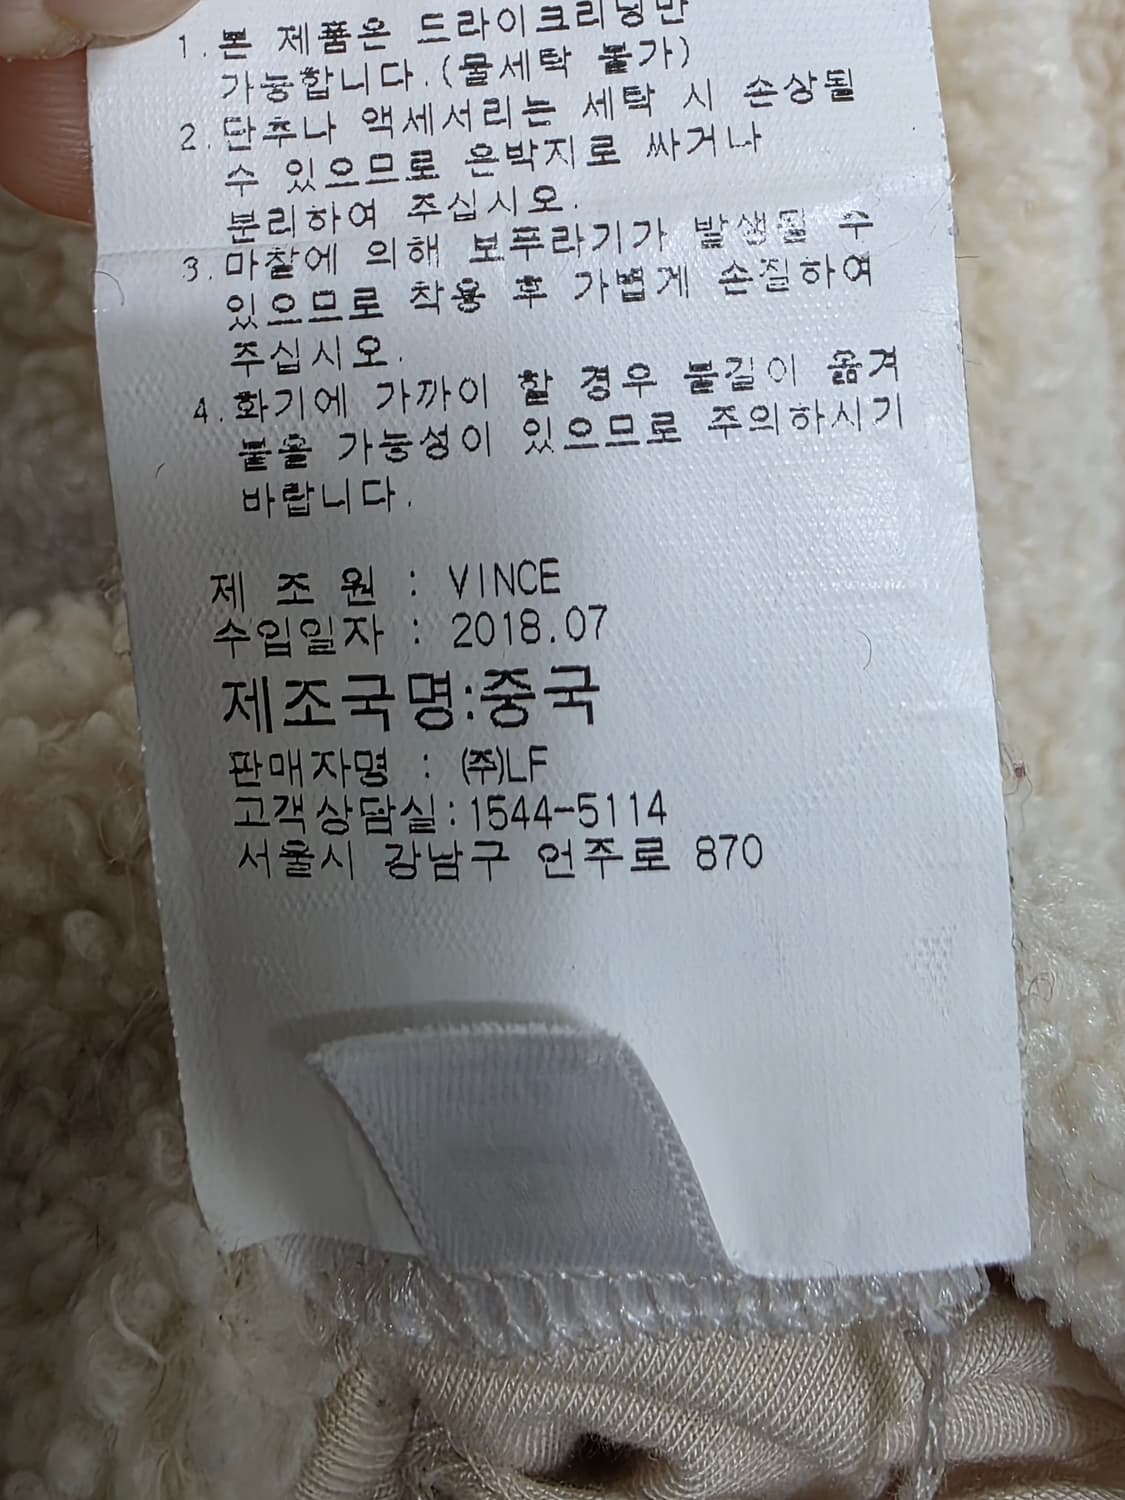 1.본 제품은 드라이크리닝만
가능합니다.(물세탁 불가)
2.단추나 액세서리는 세탁 시 손상될
수 있으므로 은박지로 싸거나
분리하여 주십시오.
3.마찰에 의해 보푸라기가 발생될 수
있으므로 착용 후 가볍게 손질하여
주십시오.
4.화기에 가까이 할 경우 불길이 옮겨
붙을 가능성이 있으므로 주의하시기
바랍니다.
제 조 원 : VINCE
수입일자 : 2018.07
제조국명:중국
판매자명 : ㈜LF
고객상담실:1544-5114
서울시 강남구 언주로 870